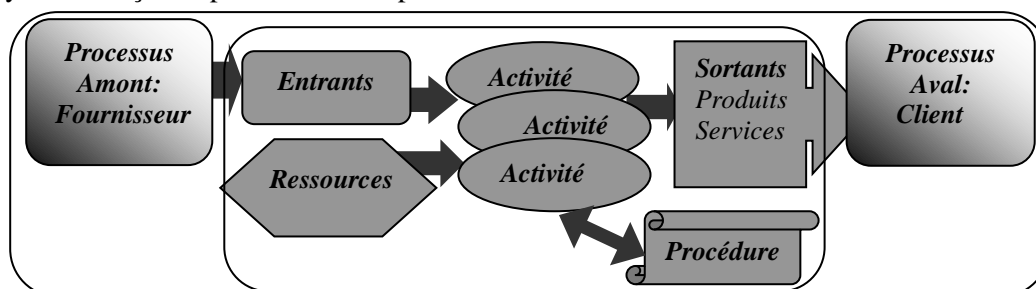 Processus
Amont:
Fournisseur
Entrants
Ressources
Activité
Activité
Activité
Sortants
Produits
Services
Procédure
Processus
Aval:
Client